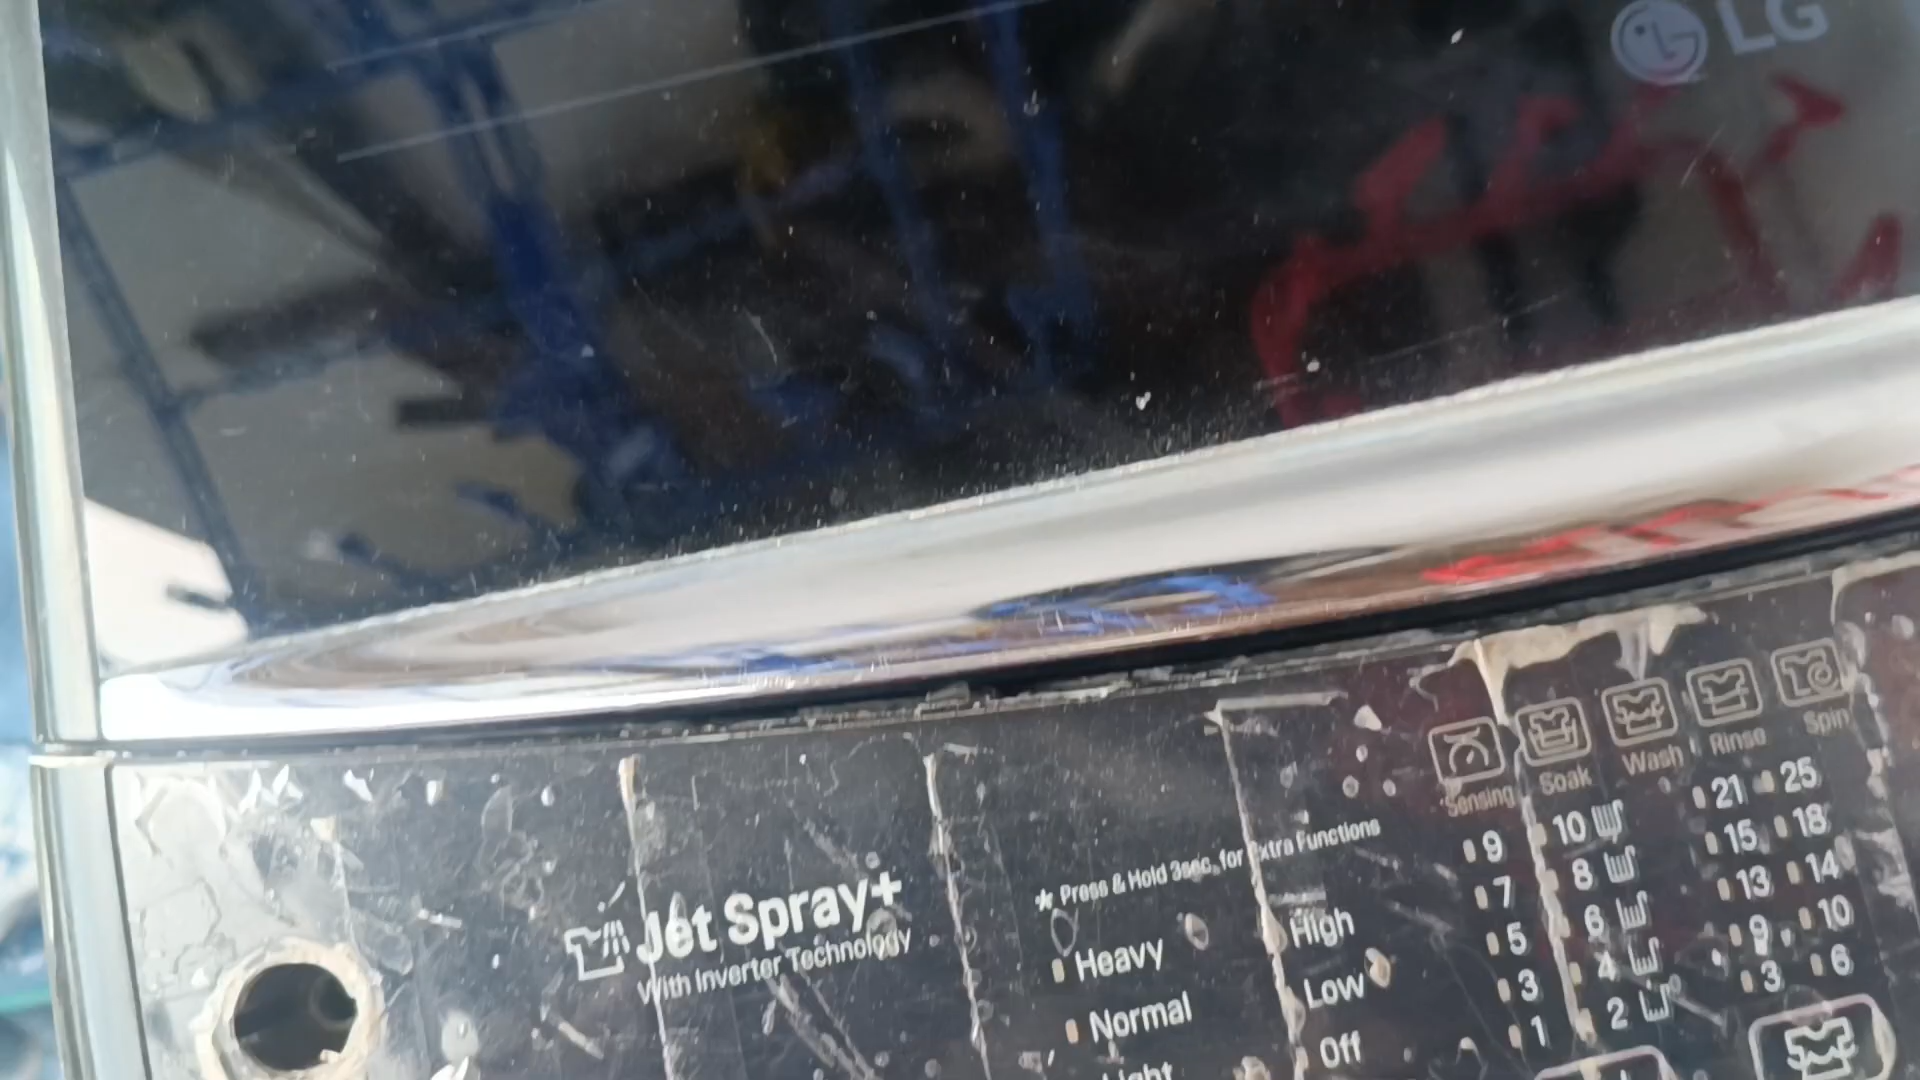 LG
Sensing Soak Wash Rinse Spin
Jet Spray+
With Inverter Technology
* Press & Hold 3sec. for Extra Functions
Heavy
Normal
Light
High
Low
Off
9 10 21 25
7 8 15 18
5 6 13 14
3 4 9 10
1 2 3 6